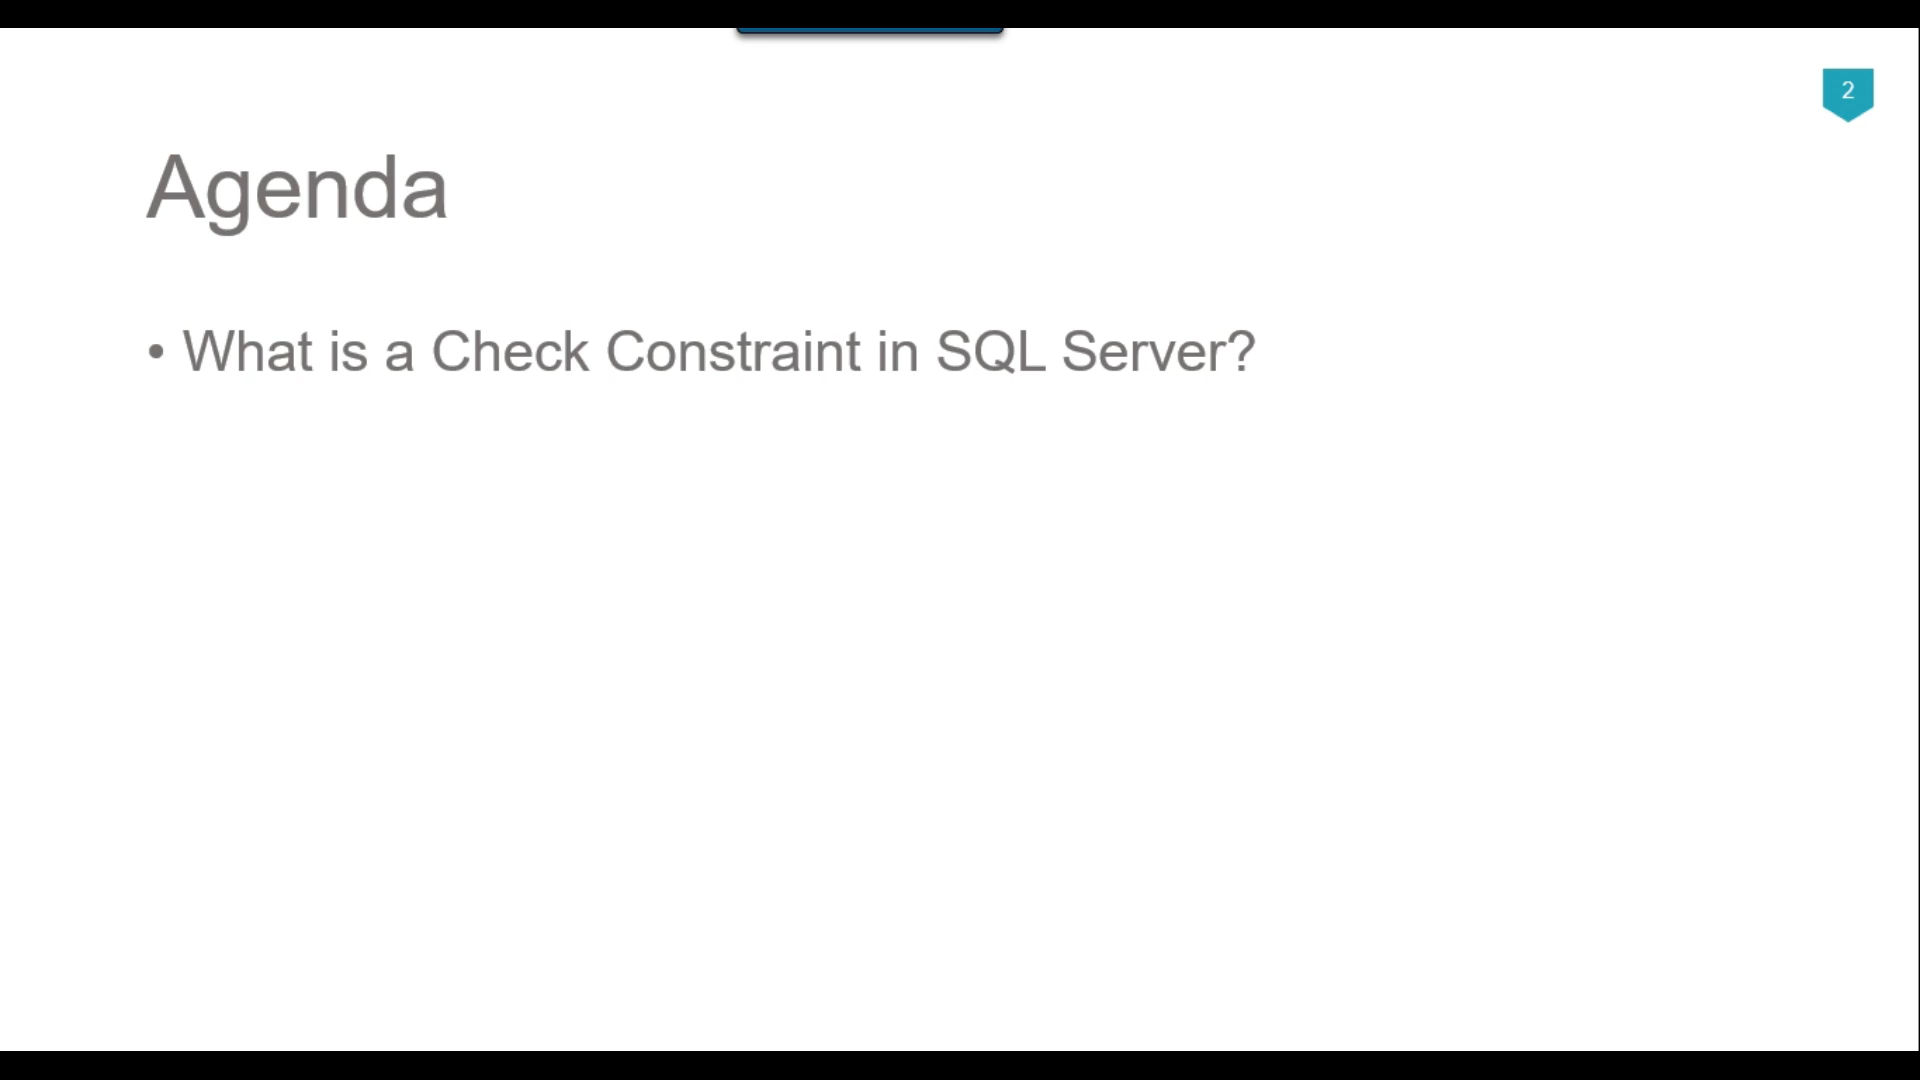 2
Agenda
• What is a Check Constraint in SQL Server?